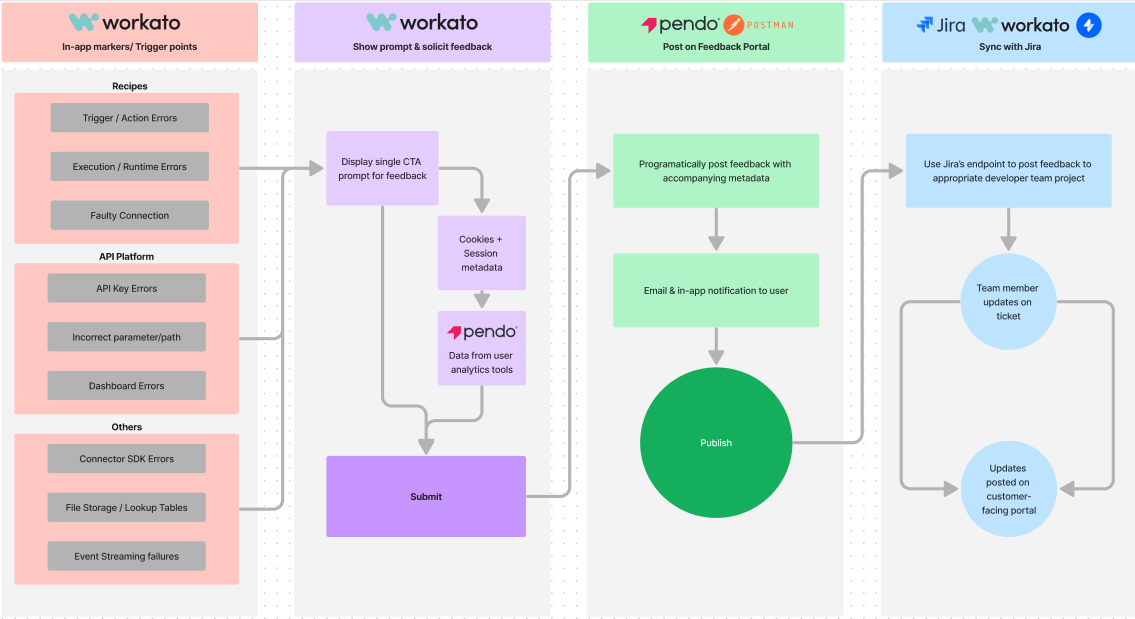 workato
In-app markers/ Trigger points
Recipes
Trigger / Action Errors
Execution / Runtime Errors
Faulty Connection
API Platform
API Key Errors
Incorrect parameter/path
Dashboard Errors
Others
Connector SDK Errors
File Storage / Lookup Tables
Event Streaming failures
workato
Show prompt & solicit feedback
Display single CTA
prompt for feedback
Cookies +
Session
metadata
pendo
Data from user
analytics tools
Submit
pendo POSTMAN
Post on Feedback Portal
Programatically post feedback with
accompanying metadata
Email & in-app notification to user
Publish
Jira workato
Sync with Jira
Use Jira's endpoint to post feedback to
appropriate developer team project
Team member
updates on
ticket
Updates
posted on
customer-
facing portal